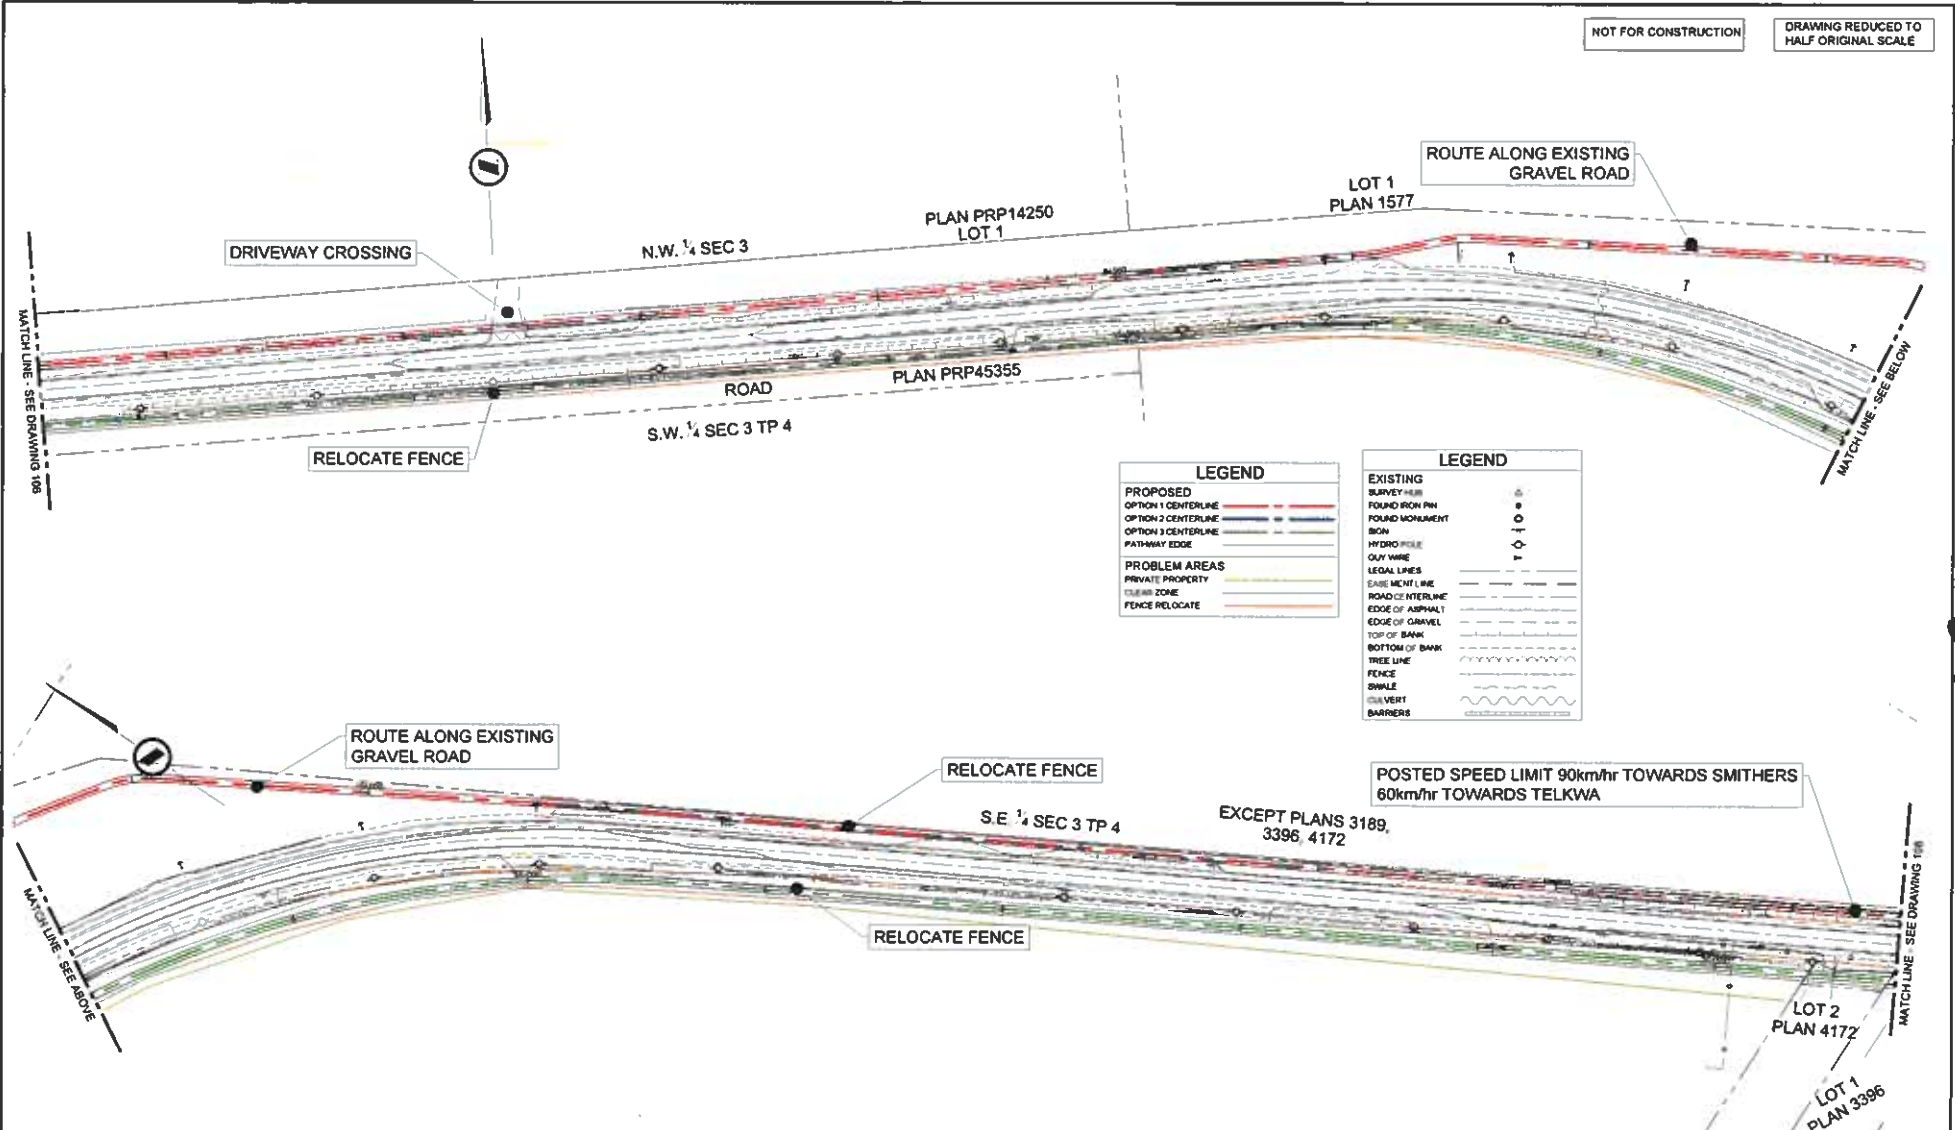 NOT FOR CONSTRUCTION
DRAWING REDUCED TO
HALF ORIGINAL SCALE
ROUTE ALONG EXISTING
GRAVEL ROAD
LOT 1
PLAN 1577
PLAN PRP14250
LOT 1
N.W. ¼ SEC 3
DRIVEWAY CROSSING
MATCH LINE - SEE DRAWING 106
ROAD
PLAN PRP45355
S.W. ¼ SEC 3 TP 4
RELOCATE FENCE
MATCH LINE - SEE BELOW
LEGEND
PROPOSED
OPTION 1 CENTERLINE
OPTION 2 CENTERLINE
OPTION 3 CENTERLINE
PATHWAY EDGE
PROBLEM AREAS
PRIVATE PROPERTY
CLEAR ZONE
FENCE RELOCATE
LEGEND
EXISTING
SURVEY HUB
FOUND IRON PIN
FOUND MONUMENT
SIGN
HYDRO POLE
GUY WIRE
LEGAL LINES
EASEMENT LINE
ROAD CENTERLINE
EDGE OF ASPHALT
EDGE OF GRAVEL
TOP OF BANK
BOTTOM OF BANK
TREE LINE
FENCE
SWALE
CULVERT
BARRIERS
ROUTE ALONG EXISTING
GRAVEL ROAD
RELOCATE FENCE
POSTED SPEED LIMIT 90km/hr TOWARDS SMITHERS
60km/hr TOWARDS TELKWA
S.E. ¼ SEC 3 TP 4
EXCEPT PLANS 3189,
3396, 4172
RELOCATE FENCE
MATCH LINE - SEE ABOVE
MATCH LINE - SEE DRAWING 108
LOT 2
PLAN 4172
LOT 1
PLAN 3396